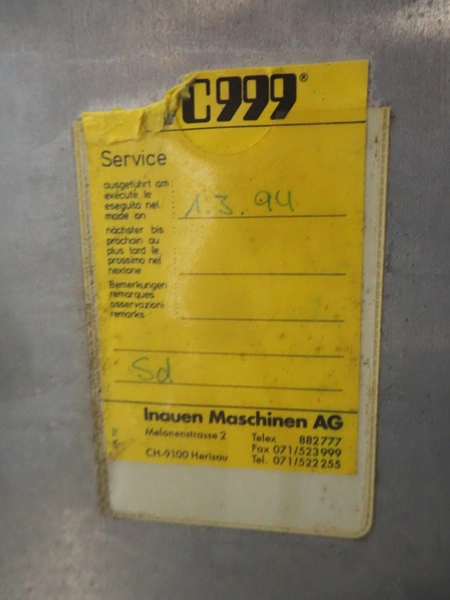 C999®
Service
ausgeführt am:
exécuté le
eseguito nel
made on
1.3.94
nächster bis
prochain au
plus tard le
prossimo nel
nextone
Bemerkungen
remarques
osservazioni
remarks
Sd
Inauen Maschinen AG
Melonenstrasse 2
CH-9100 Herisau
Telex 882777
Fax 071/523999
Tel. 071/522255